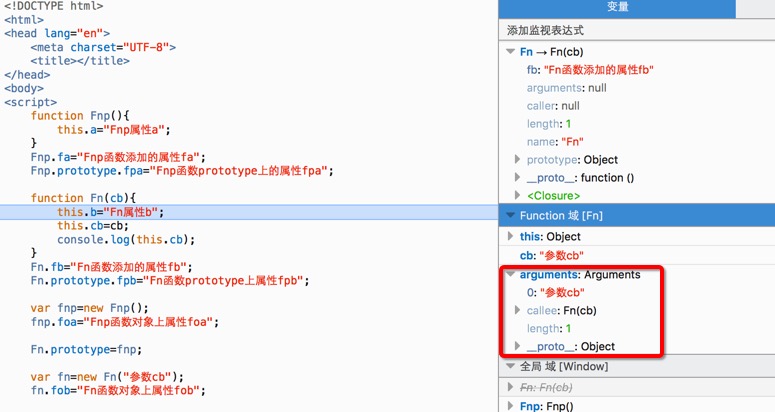 <!DOCTYPE html>
<html>
<head lang="en">
<meta charset="UTF-8">
<title></title>
</head>
<body>
<script>
function Fnp(){
this.a="Fnp属性a";
}
Fnp.fa="Fnp函数添加的属性fa";
Fnp.prototype.fpa="Fnp函数prototype上的属性fpa";
function Fn(cb){
this.b="Fn属性b";
this.cb=cb;
console.log(this.cb);
}
Fn.fb="Fn函数添加的属性fb";
Fn.prototype.fpb="Fn函数prototype上属性fpb";
var fnp=new Fnp();
fnp.foa="Fnp函数对象上属性foa";
Fn.prototype=fnp;
var fn=new Fn("参数cb");
fn.fob="Fn函数对象上属性fob";
变量
添加监视表达式
Fn → Fn(cb)
fb: "Fn函数添加的属性fb"
arguments: null
caller: null
length: 1
name: "Fn"
prototype: Object
__proto__: function ()
<Closure>
Function 域 [Fn]
this: Object
cb: "参数cb"
arguments: Arguments
0: "参数cb"
callee: Fn(cb)
length: 1
__proto__: Object
全局 域 [Window]
Fn: Fn(cb)
Fnp: Fnp()